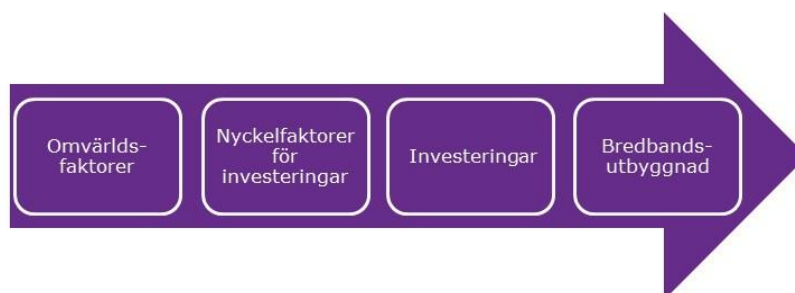 Omvärlds-
faktorer
Nyckelfaktorer
för
investeringar
Investeringar
Bredbands-
utbyggnad